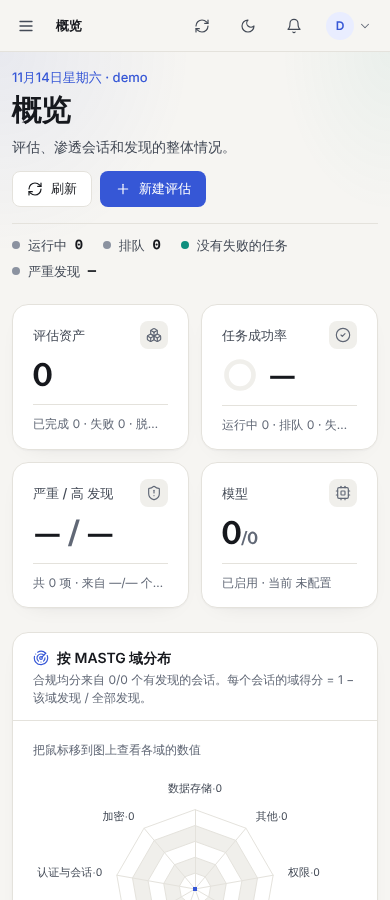 概览
D
11月14日星期六 · demo
概览
评估、渗透会话和发现的整体情况。
刷新
新建评估
运行中 0 排队 0 没有失败的任务
严重发现 —
评估资产
0
已完成 0 · 失败 0 · 脱...
任务成功率
—
运行中 0 · 排队 0 · 失...
严重 / 高 发现
— / —
共 0 项 · 来自 —/— 个...
模型
0/0
已启用 · 当前 未配置
按 MASTG 域分布
合规均分来自 0/0 个有发现的会话。每个会话的域得分 = 1 −
该域发现 / 全部发现。
把鼠标移到图上查看各域的数值
数据存储·0
加密·0
其他·0
认证与会话·0
权限·0